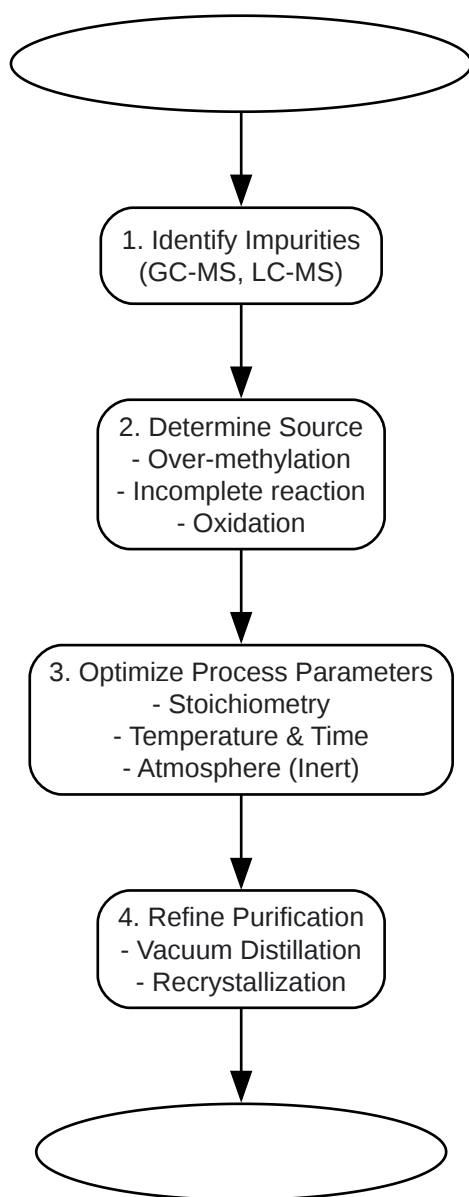 1. Identify Impurities
(GC-MS, LC-MS)
2. Determine Source
- Over-methylation
- Incomplete reaction
- Oxidation
3. Optimize Process Parameters
- Stoichiometry
- Temperature & Time
- Atmosphere (Inert)
4. Refine Purification
- Vacuum Distillation
- Recrystallization